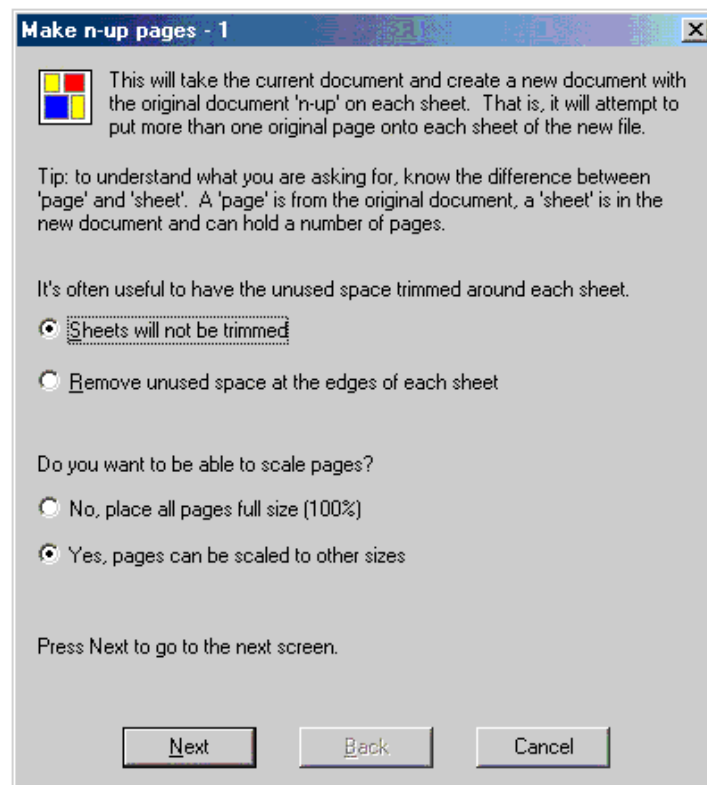 Make n-up pages - 1
This will take the current document and create a new document with
the original document 'n-up' on each sheet.  That is, it will attempt to
put more than one original page onto each sheet of the new file.
Tip: to understand what you are asking for, know the difference between
'page' and 'sheet'.  A 'page' is from the original document, a 'sheet' is in the
new document and can hold a number of pages.
It's often useful to have the unused space trimmed around each sheet.
Sheets will not be trimmed
Remove unused space at the edges of each sheet
Do you want to be able to scale pages?
No, place all pages full size (100%)
Yes, pages can be scaled to other sizes
Press Next to go to the next screen.
Next Back Cancel